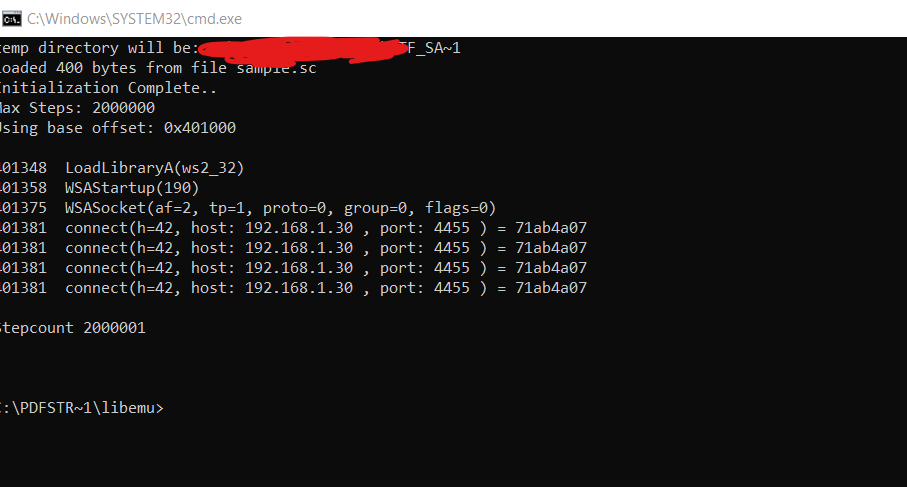 C:\Windows\SYSTEM32\cmd.exe
temp directory will be: TF_SA~1
Loaded 400 bytes from file sample.sc
Initialization Complete..
Max Steps: 2000000
Using base offset: 0x401000
401348 LoadLibraryA(ws2_32)
401358 WSAStartup(190)
401375 WSASocket(af=2, tp=1, proto=0, group=0, flags=0)
401381 connect(h=42, host: 192.168.1.30 , port: 4455 ) = 71ab4a07
401381 connect(h=42, host: 192.168.1.30 , port: 4455 ) = 71ab4a07
401381 connect(h=42, host: 192.168.1.30 , port: 4455 ) = 71ab4a07
401381 connect(h=42, host: 192.168.1.30 , port: 4455 ) = 71ab4a07
Stepcount 2000001
C:\PDFSTR~1\libemu>